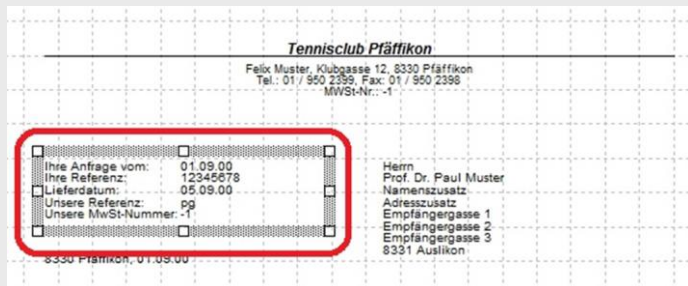 Tennisclub Pfäffikon
Felix Muster, Klubgasse 12, 8330 Pfäffikon
Tel.: 01 / 950 2399, Fax: 01 / 950 2398
MWSt-Nr.: -1
Ihre Anfrage vom: 01.09.00
Ihre Referenz: 12345678
Lieferdatum: 05.09.00
Unsere Referenz: pg
Unsere MwSt-Nummer: -1
Herrn
Prof. Dr. Paul Muster
Namenszusatz
Adresszusatz
Empfängergasse 1
Empfängergasse 2
Empfängergasse 3
8331 Auslikon
8330 Pfäffikon, 01.09.00